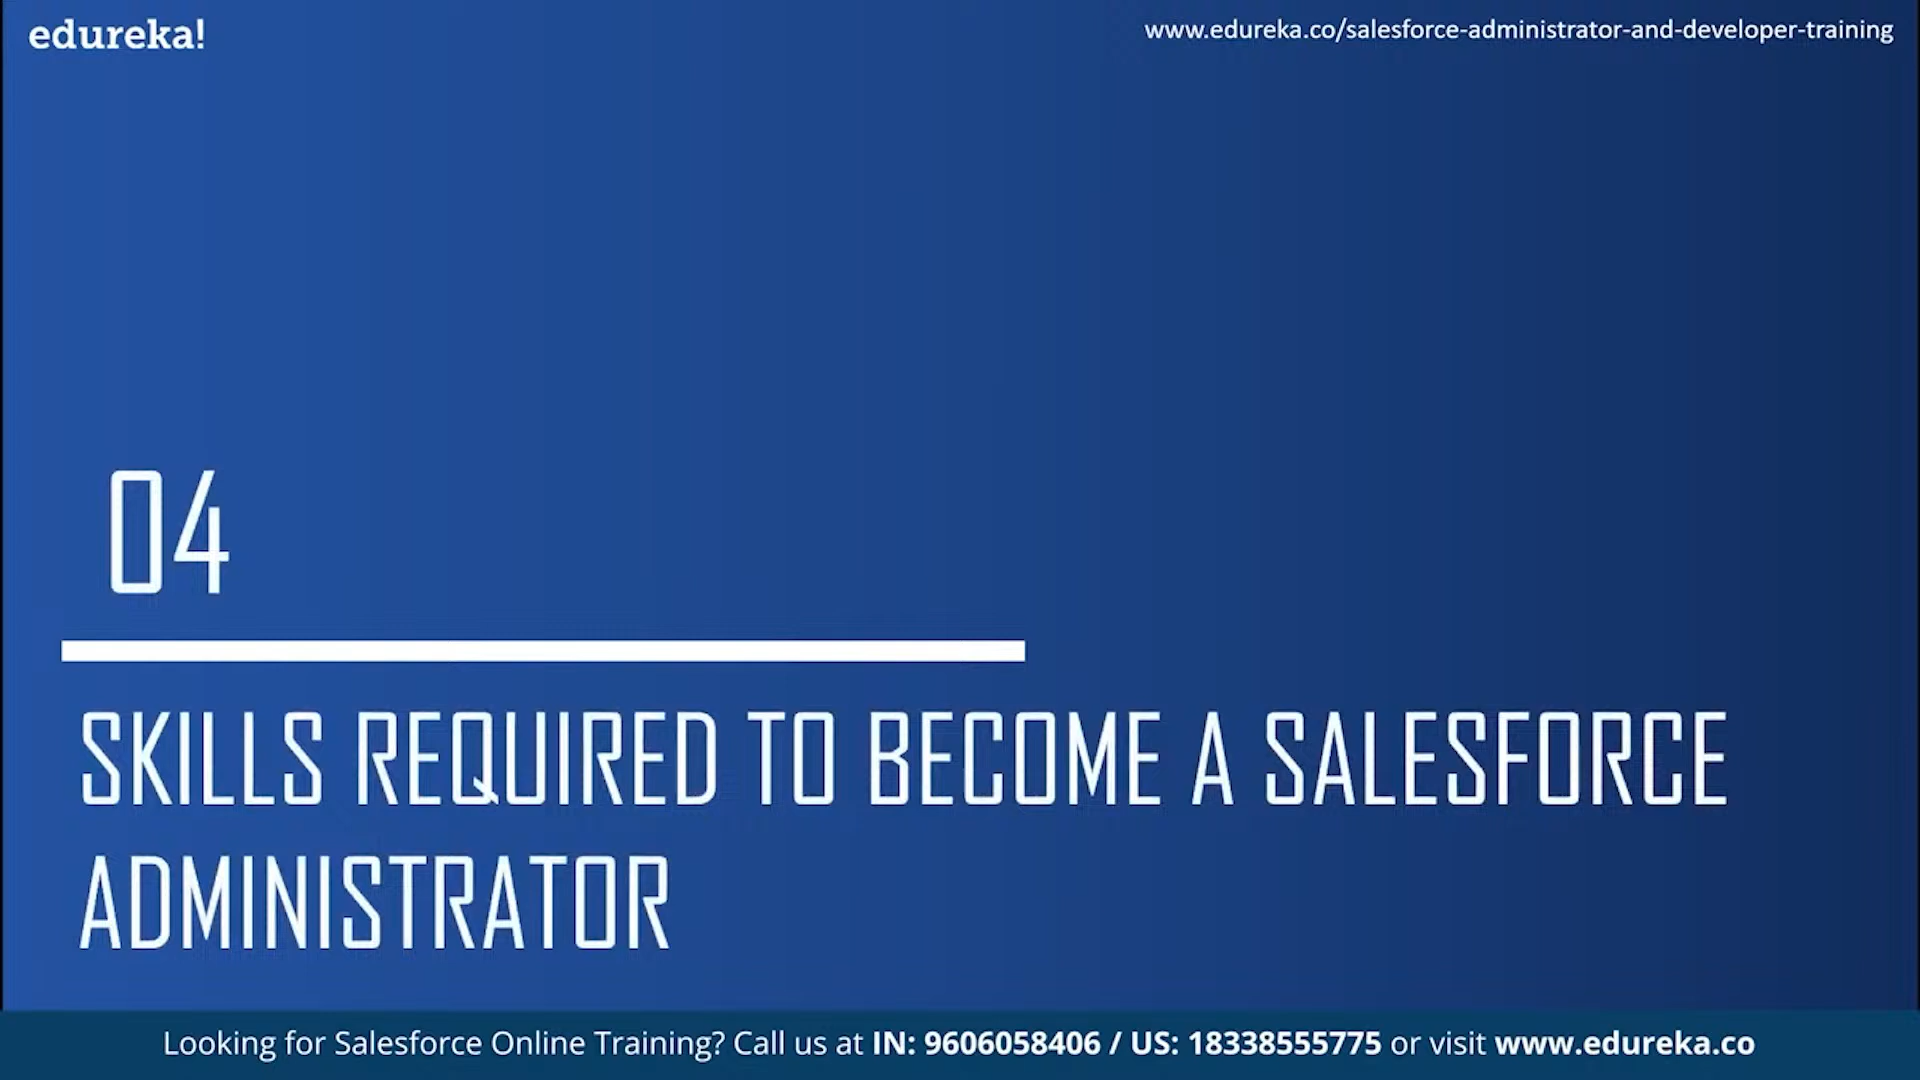 edureka!
www.edureka.co/salesforce-administrator-and-developer-training
04
SKILLS REQUIRED TO BECOME A SALESFORCE
ADMINISTRATOR
Looking for Salesforce Online Training? Call us at IN: 9606058406 / US: 18338555775 or visit www.edureka.co